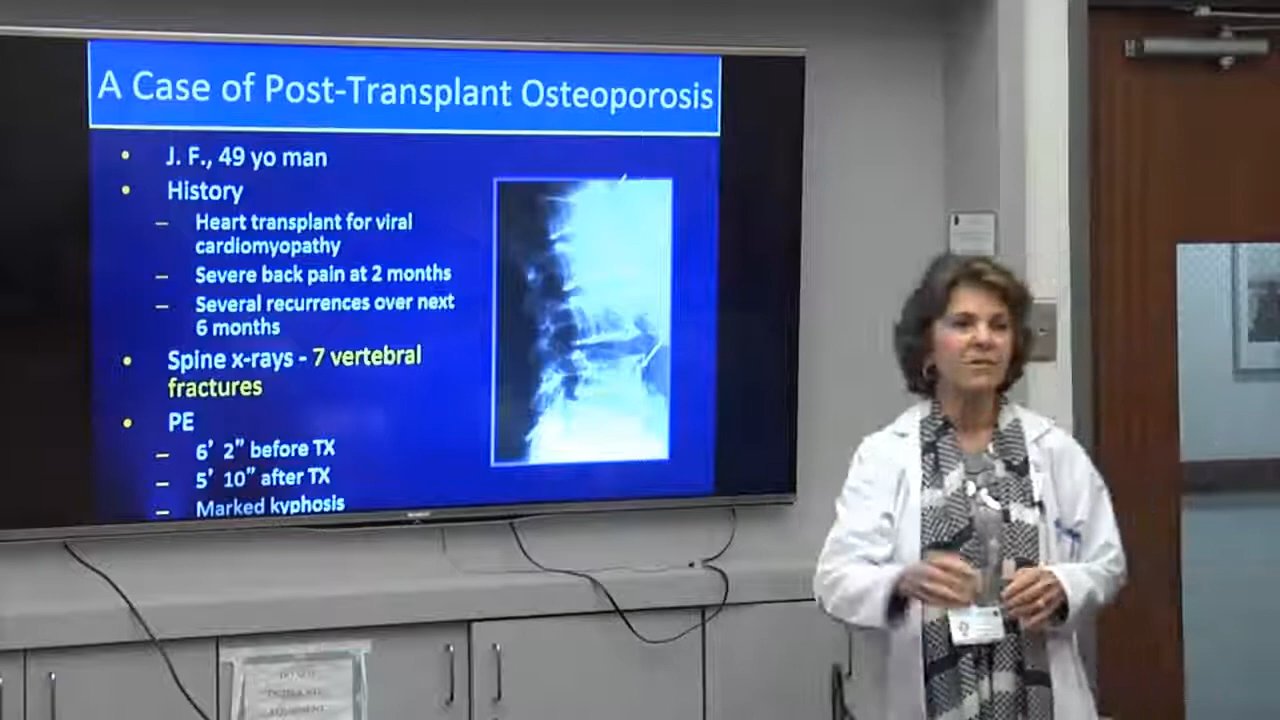 A Case of Post-Transplant Osteoporosis
• J. F., 49 yo man
• History
– Heart transplant for viral
cardiomyopathy
– Severe back pain at 2 months
– Several recurrences over next
6 months
• Spine x-rays - 7 vertebral
fractures
• PE
– 6’ 2” before TX
– 5’ 10” after TX
– Marked kyphosis